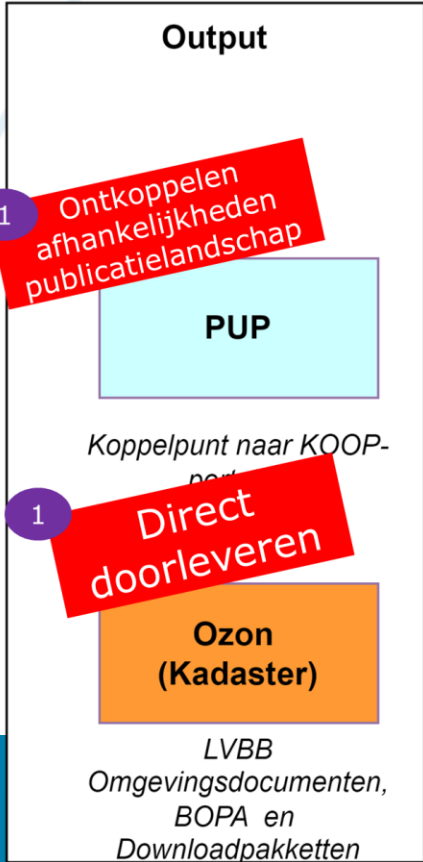 Output
1
Ontkoppelen
afhankelijkheden
publicatielandschap
PUP
Koppelpunt naar KOOP-
1
Direct
doorleveren
Ozon
(Kadaster)
LVBB
Omgevingsdocumenten,
BOPA en
Downloadpakketten